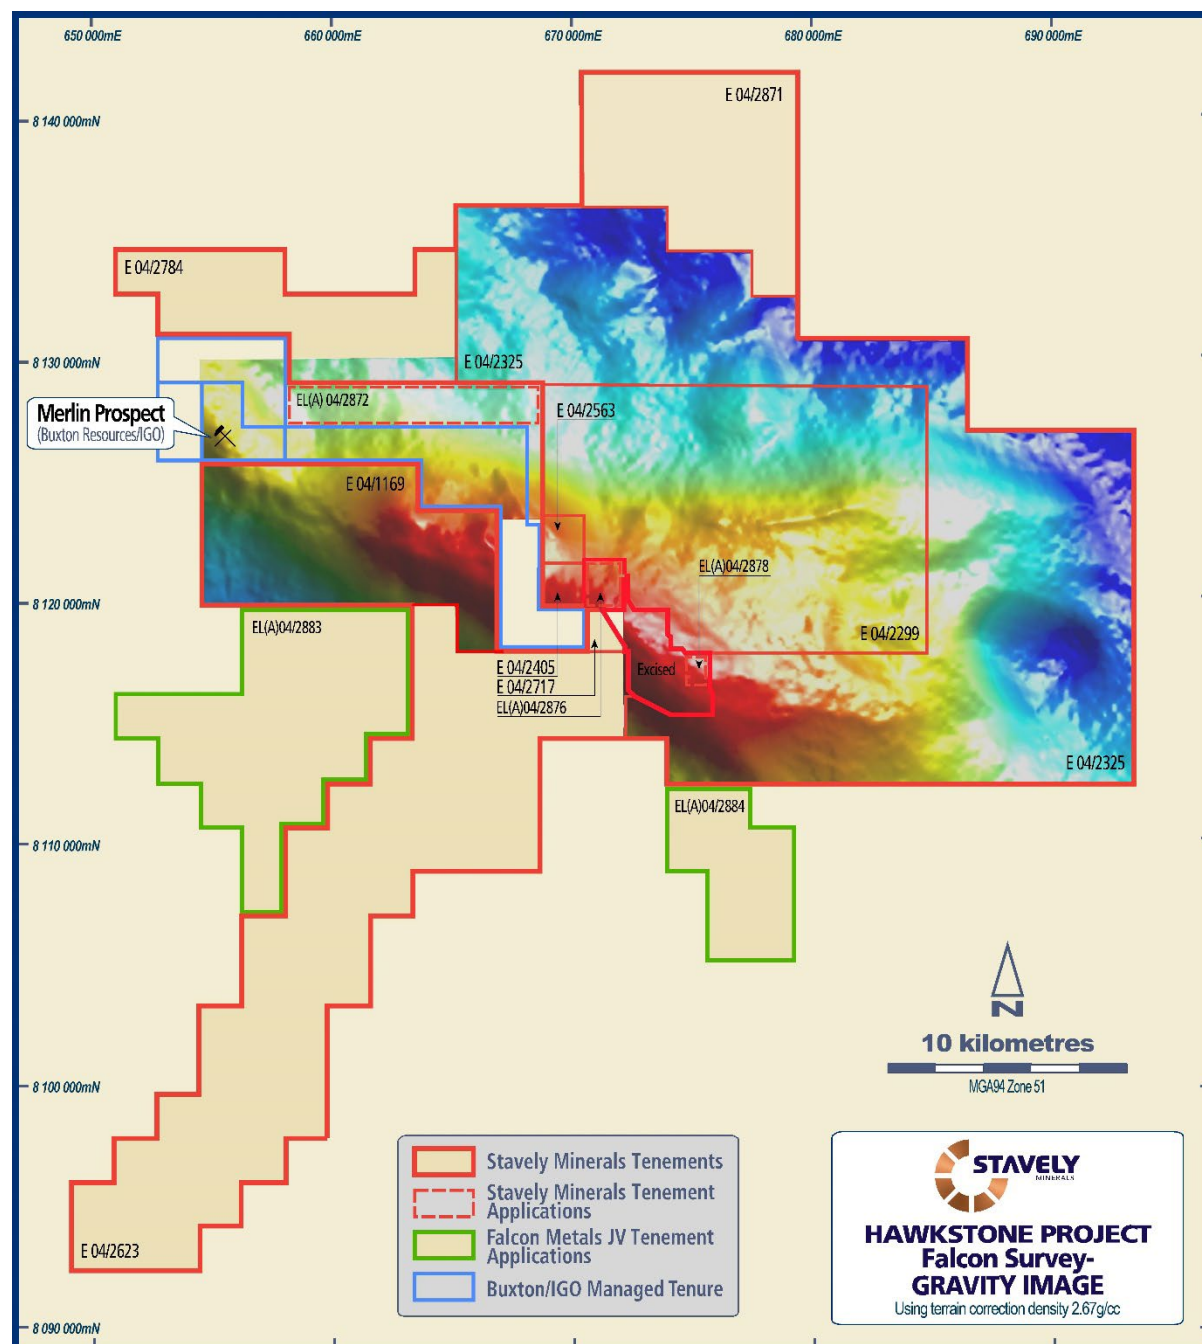 650 000mE
660 000mE
670 000mE
680 000mE
690 000mE
8 140 000mN
8 130 000mN
8 120 000mN
8 110 000mN
8 100 000mN
8 090 000mN
E 04/2871
E 04/2784
E 04/2325
EL(A) 04/2872
E 04/2563
Merlin Prospect
(Buxton Resources/IGO)
E 04/1169
EL(A)04/2878
EL(A)04/2883
E 04/2299
E 04/2405
E 04/2717
EL(A)04/2876
Excised
E 04/2325
EL(A)04/2884
E 04/2623
N
10 kilometres
MGA94 Zone 51
Stavely Minerals Tenements
Stavely Minerals Tenement
Applications
Falcon Metals JV Tenement
Applications
Buxton/IGO Managed Tenure
STAVELY
MINERALS
HAWKSTONE PROJECT
Falcon Survey-
GRAVITY IMAGE
Using terrain correction density 2.67g/cc